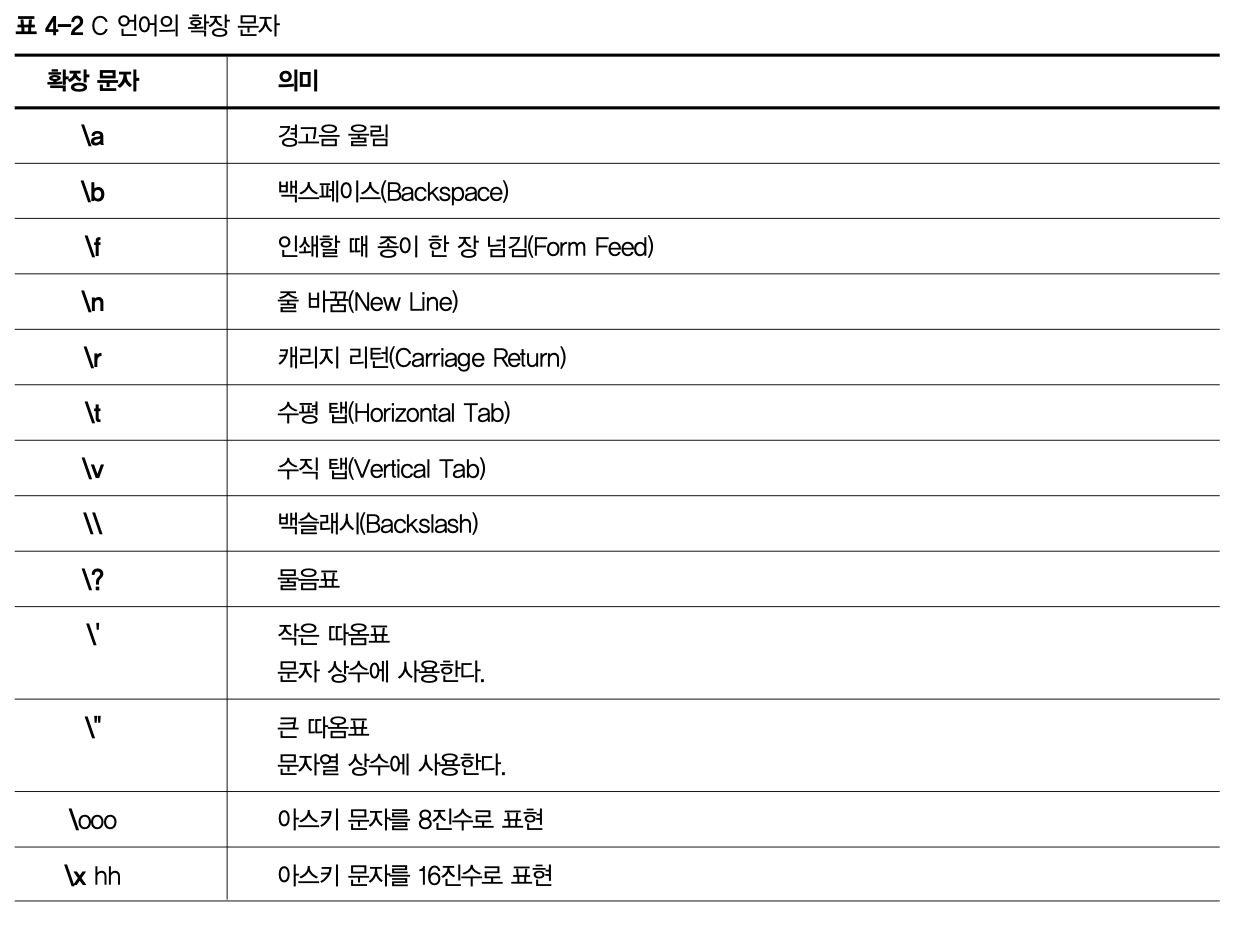 표 4-2 C 언어의 확장 문자
확장 문자 의미
\a 경고음 울림
\b 백스페이스(Backspace)
\f 인쇄할 때 종이 한 장 넘김(Form Feed)
\n 줄 바꿈(New Line)
\r 캐리지 리턴(Carriage Return)
\t 수평 탭(Horizontal Tab)
\v 수직 탭(Vertical Tab)
\\ 백슬래시(Backslash)
\? 물음표
\' 작은 따옴표
문자 상수에 사용한다.
\" 큰 따옴표
문자열 상수에 사용한다.
\ooo 아스키 문자를 8진수로 표현
\x hh 아스키 문자를 16진수로 표현